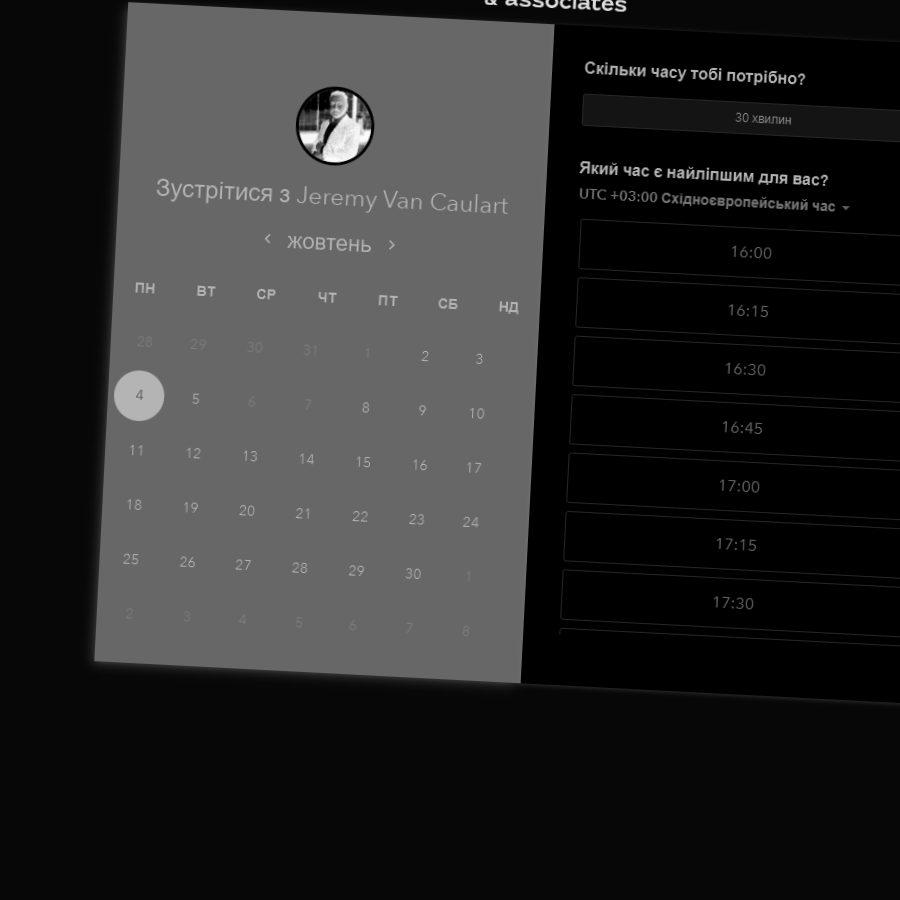 & associates
Зустрітися з Jeremy Van Caulart
‹ жовтень ›
ПН ВТ СР ЧТ ПТ СБ НД
28 29 30 31 1 2 3
4 5 6 7 8 9 10
11 12 13 14 15 16 17
18 19 20 21 22 23 24
25 26 27 28 29 30 1
2 3 4 5 6 7 8
Скільки часу тобі потрібно?
30 хвилин
Який час є найліпшим для вас?
UTC +03:00 Східноєвропейський час
16:00
16:15
16:30
16:45
17:00
17:15
17:30